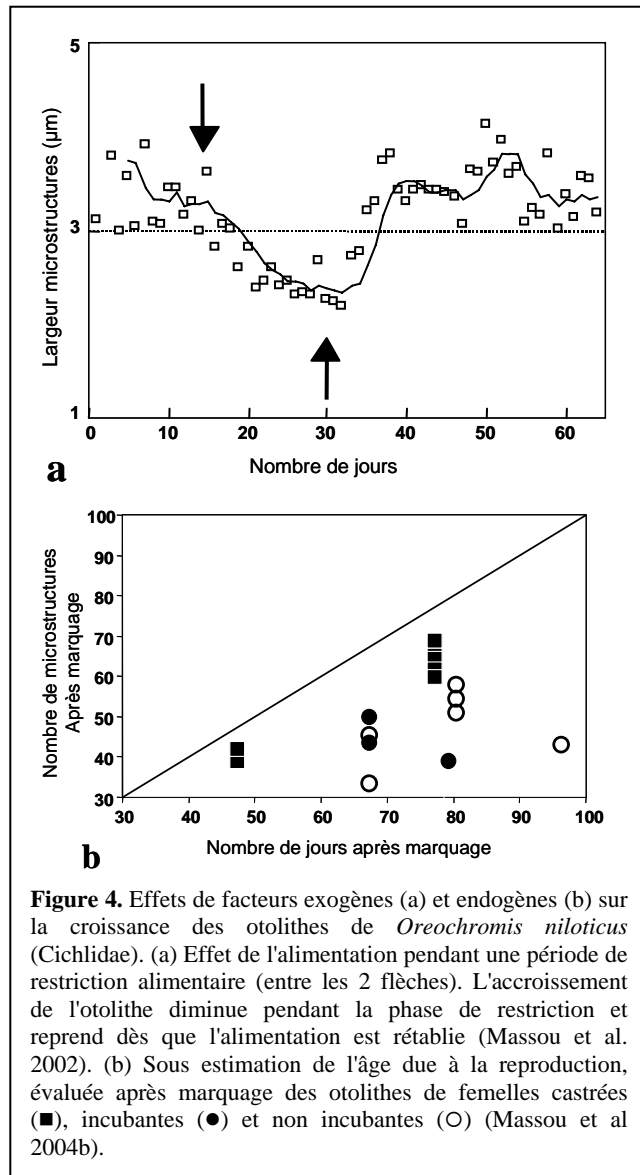 5
3
1
Largeur microstructures (µm)
0 10 20 30 40 50 60
Nombre de jours
a
100
90
80
70
60
50
40
30
Nombre de microstructures
Après marquage
30 40 50 60 70 80 90 100
Nombre de jours après marquage
b
Figure 4. Effets de facteurs exogènes (a) et endogènes (b) sur
la croissance des otolithes de Oreochromis niloticus
(Cichlidae). (a) Effet de l'alimentation pendant une période de
restriction alimentaire (entre les 2 flèches). L'accroissement
de l'otolithe diminue pendant la phase de restriction et
reprend dès que l'alimentation est rétablie (Massou et al.
2002). (b) Sous estimation de l'âge due à la reproduction,
évaluée après marquage des otolithes de femelles castrées
(■), incubantes (●) et non incubantes (○) (Massou et al
2004b).